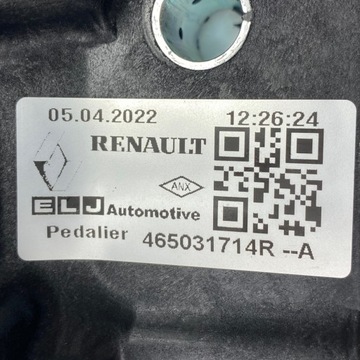 05.04.2022 12:26:24
RENAULT
ANX
ELJ Automotive
Pedalier 465031714R --A